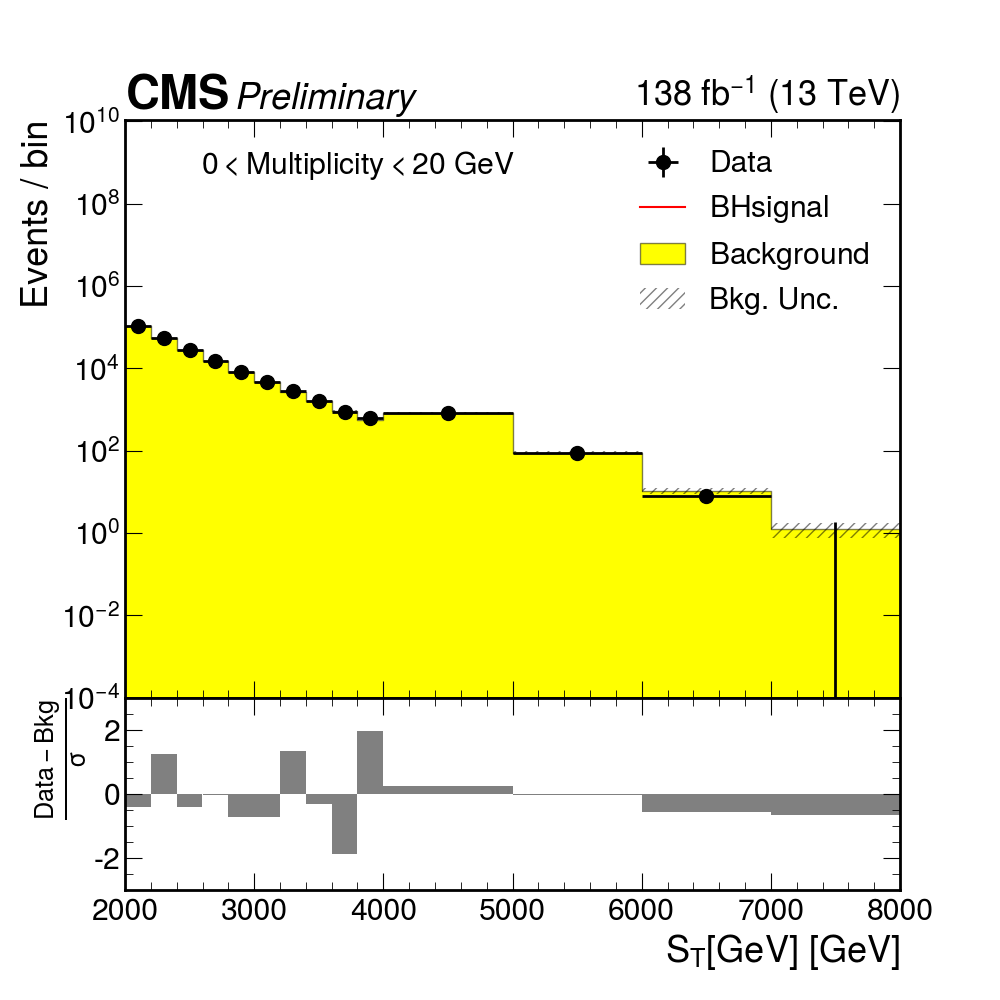 CMS Preliminary 138 fb⁻¹ (13 TeV)
Events / bin
0 < Multiplicity < 20 GeV
Data
BHsignal
Background
Bkg. Unc.
10¹⁰
10⁸
10⁶
10⁴
10²
10⁰
10⁻²
10⁻⁴
Data – Bkg
σ
2
0
-2
2000 3000 4000 5000 6000 7000 8000
S_T[GeV] [GeV]